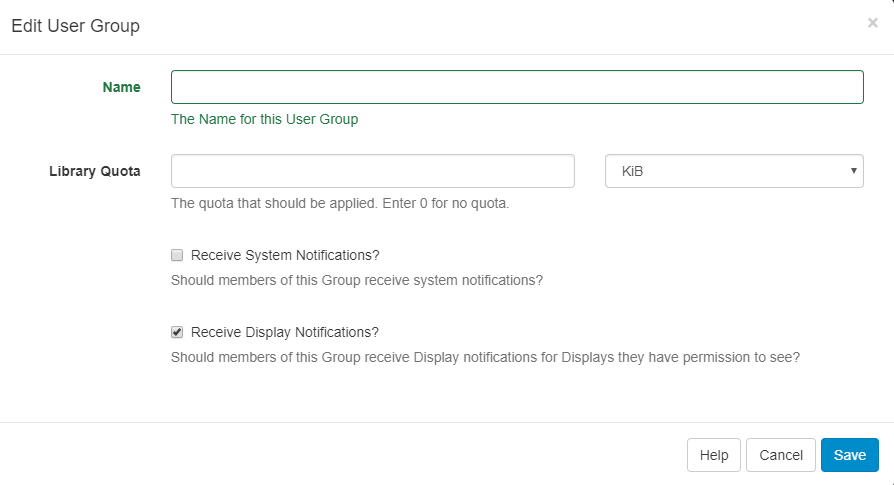 Edit User Group ×
Name
The Name for this User Group
Library Quota KiB
The quota that should be applied. Enter 0 for no quota.
Receive System Notifications?
Should members of this Group receive system notifications?
Receive Display Notifications?
Should members of this Group receive Display notifications for Displays they have permission to see?
Help Cancel Save